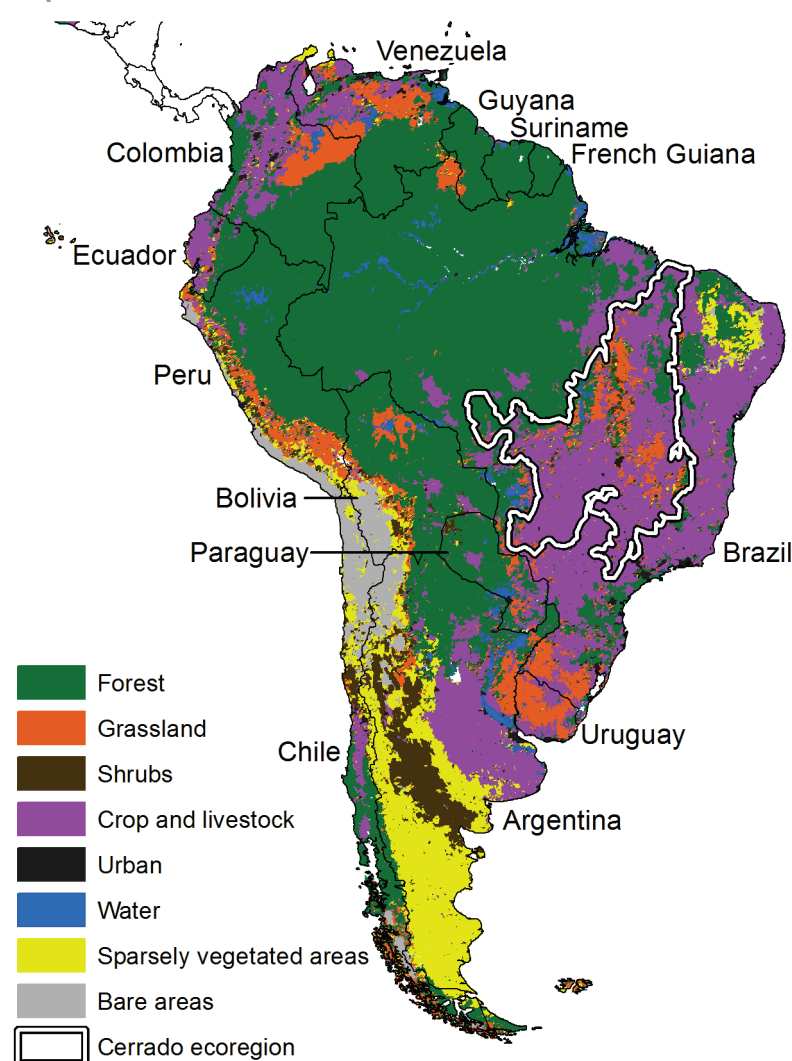 Venezuela
Guyana
Suriname
Colombia
French Guiana
Ecuador
Peru
Bolivia
Paraguay
Brazil
Uruguay
Chile
Argentina
Forest
Grassland
Shrubs
Crop and livestock
Urban
Water
Sparsely vegetated areas
Bare areas
Cerrado ecoregion